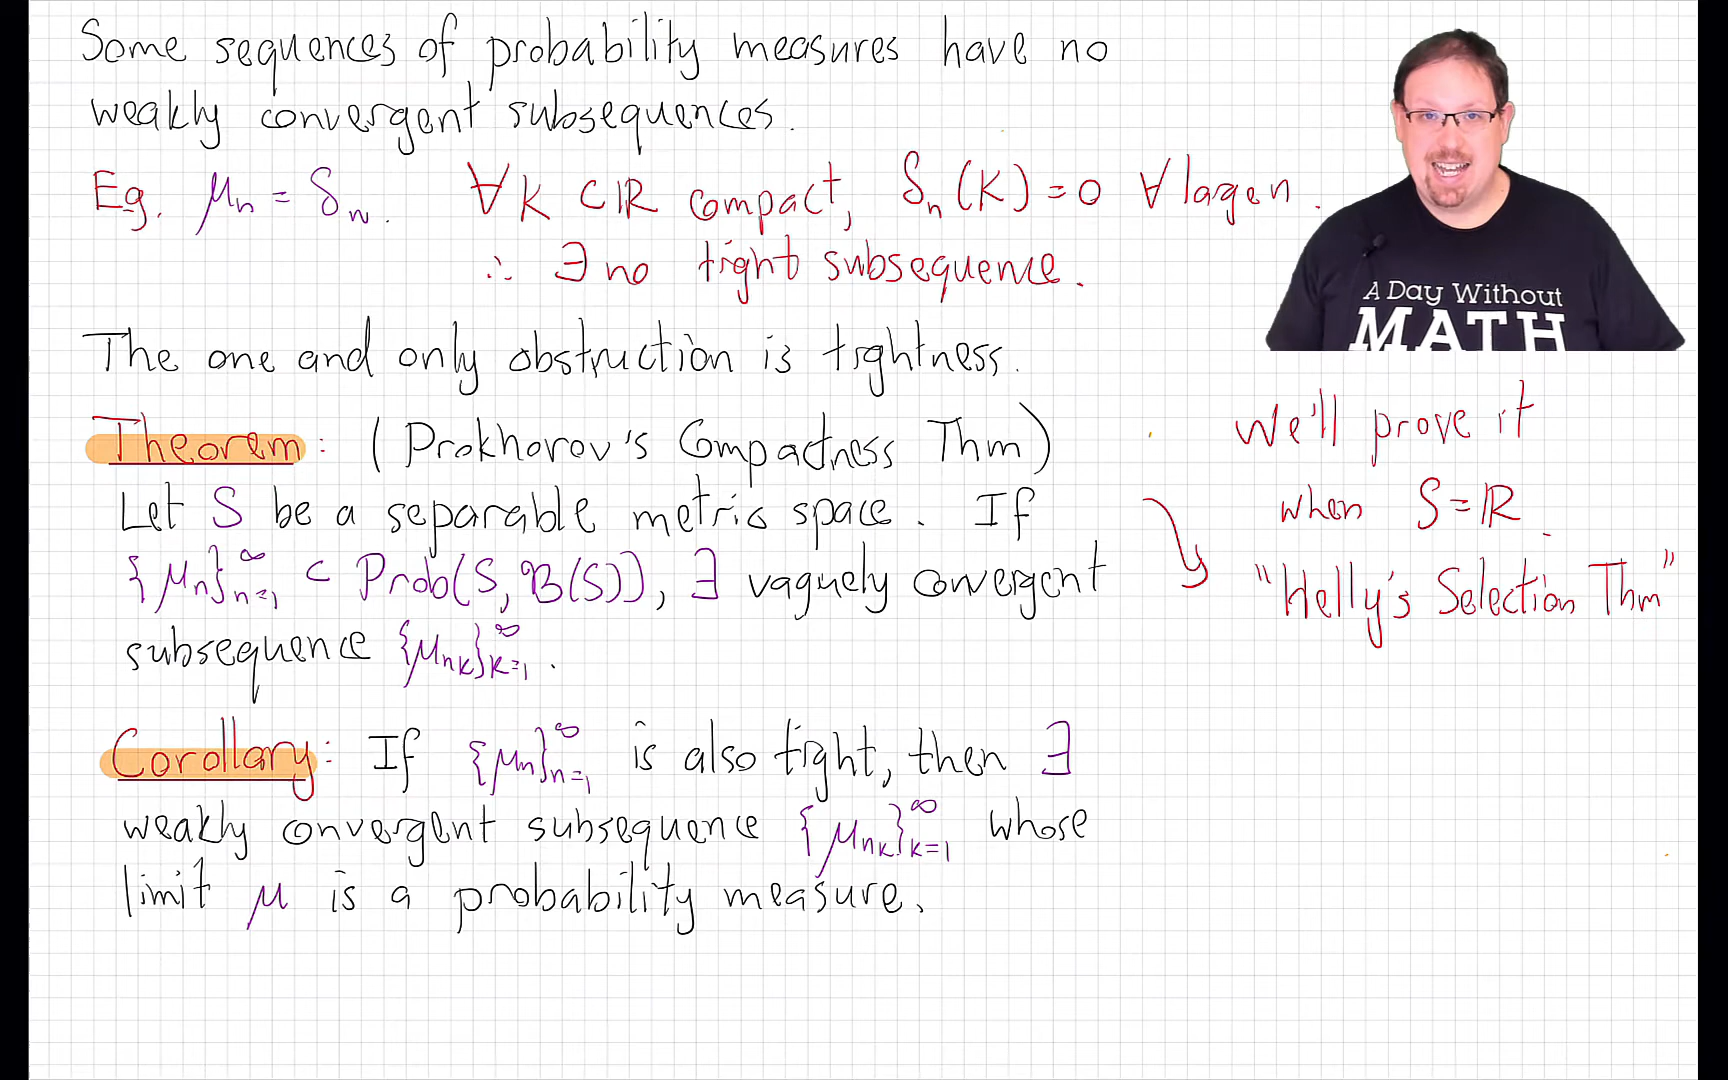 Some sequences of probability measures have no
weakly convergent subsequences.
Eg. μn = δn. ∀K ⊂ ℝ compact, δn(K) = 0 ∀ lagen.
∴ ∃ no tight subsequence.
The one and only obstruction is tightness.
Theorem: (Prokhorov's Compactness Thm)
Let S be a separable metric space. If
{μn}∞n=1 ⊂ Prob(S, B(S)), ∃ vaguely convergent
subsequence {μnk}∞k=1.
Corollary: If {μn}∞n=1 is also tight, then ∃
weakly convergent subsequence {μnk}∞k=1 whose
limit μ is a probability measure.
A Day Without
MATH
We'll prove it
when S = ℝ.
"Helly's Selection Thm"